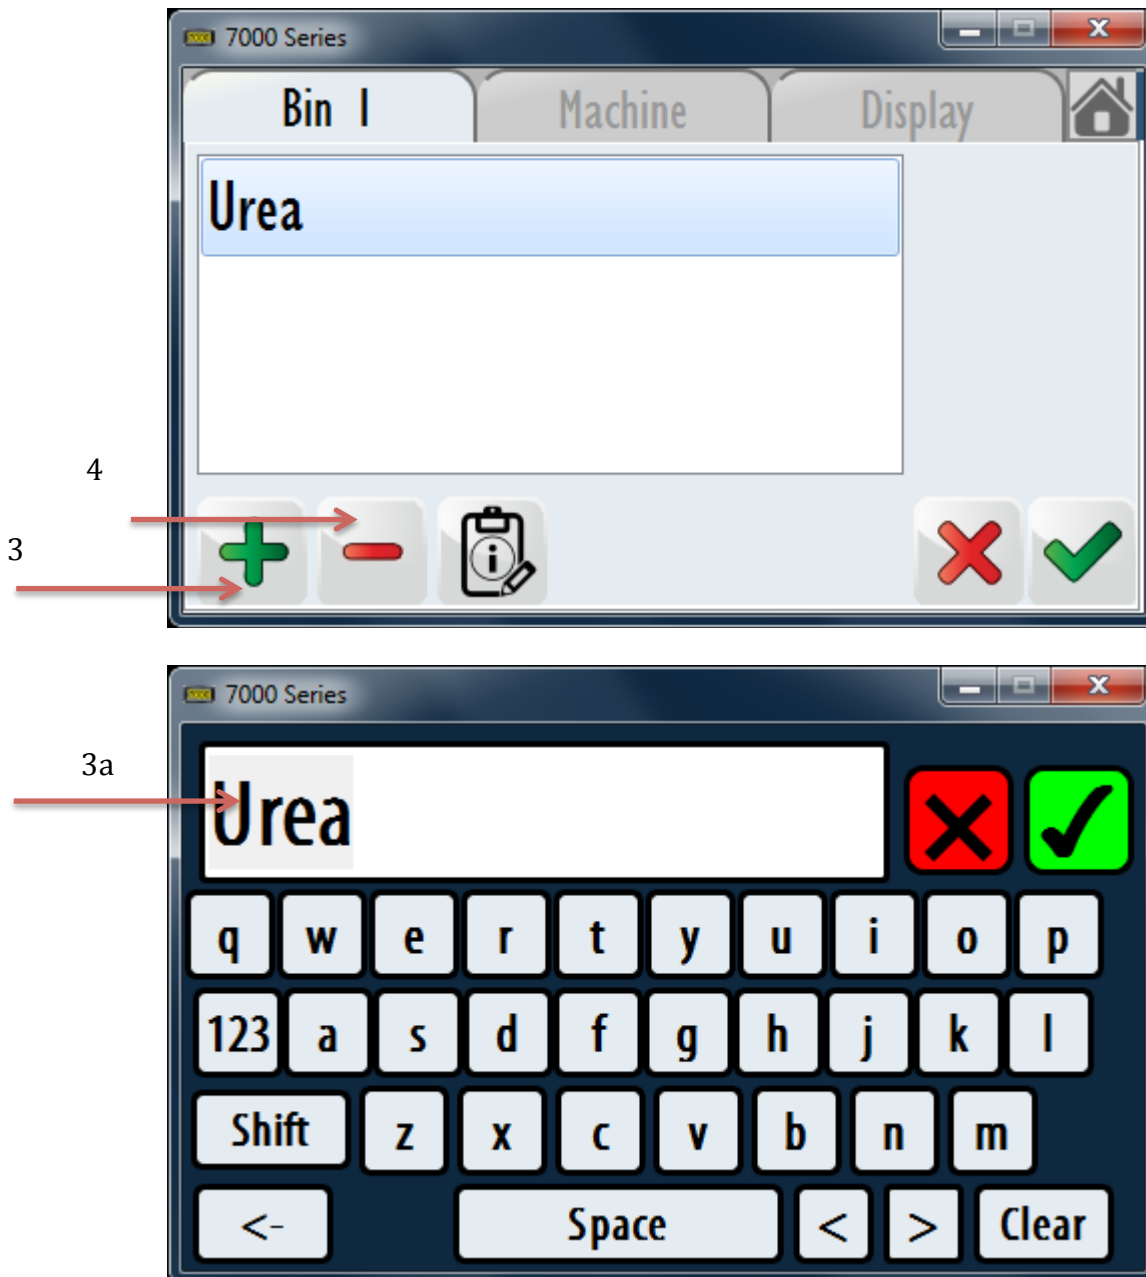 7000 Series
Bin 1 Machine Display
Urea
4
3
7000 Series
3a
Urea
q w e r t y u i o p
123 a s d f g h j k l
Shift z x c v b n m
<- Space < > Clear